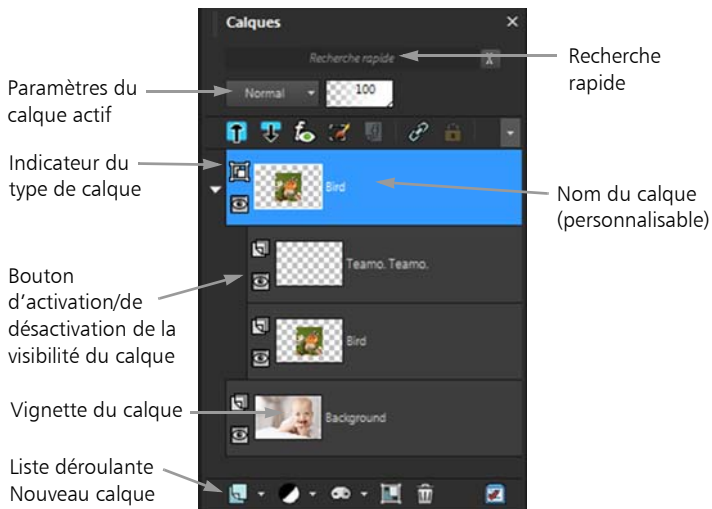 Calques
Recherche rapide
Recherche
rapide
Paramètres du
calque actif
Normal
100
Indicateur du
type de calque
Bird
Nom du calque
(personnalisable)
Teamo. Teamo.
Bouton
d'activation/de
désactivation de la
visibilité du calque
Bird
Vignette du calque
Background
Liste déroulante
Nouveau calque